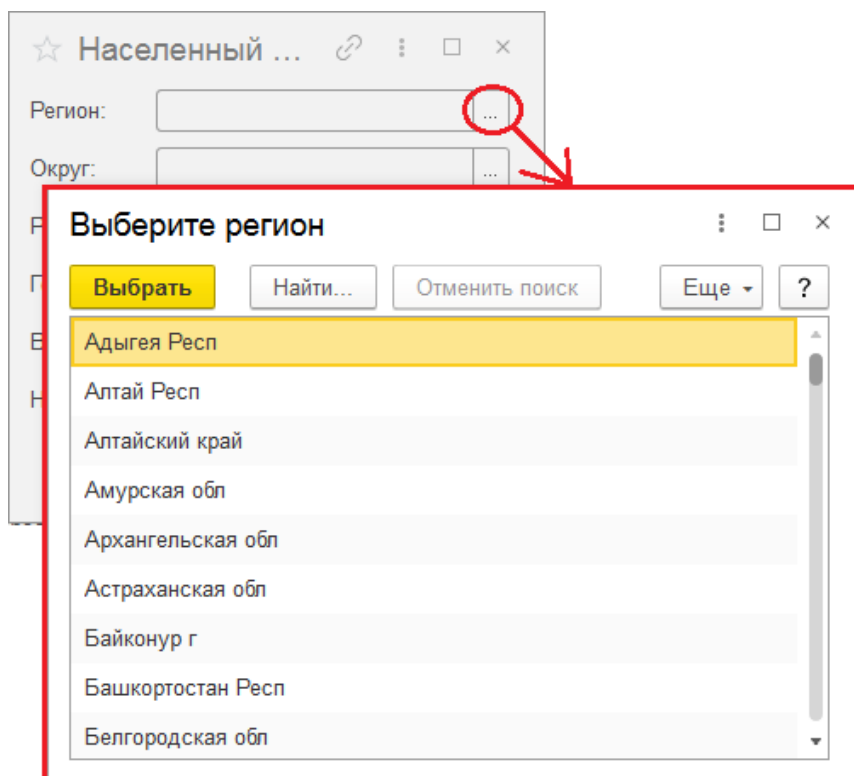 Населенный ...
Регион:
...
Округ:
...
Выберите регион
Выбрать
Найти...
Отменить поиск
Еще
?
Адыгея Респ
Алтай Респ
Алтайский край
Амурская обл
Архангельская обл
Астраханская обл
Байконур г
Башкортостан Респ
Белгородская обл